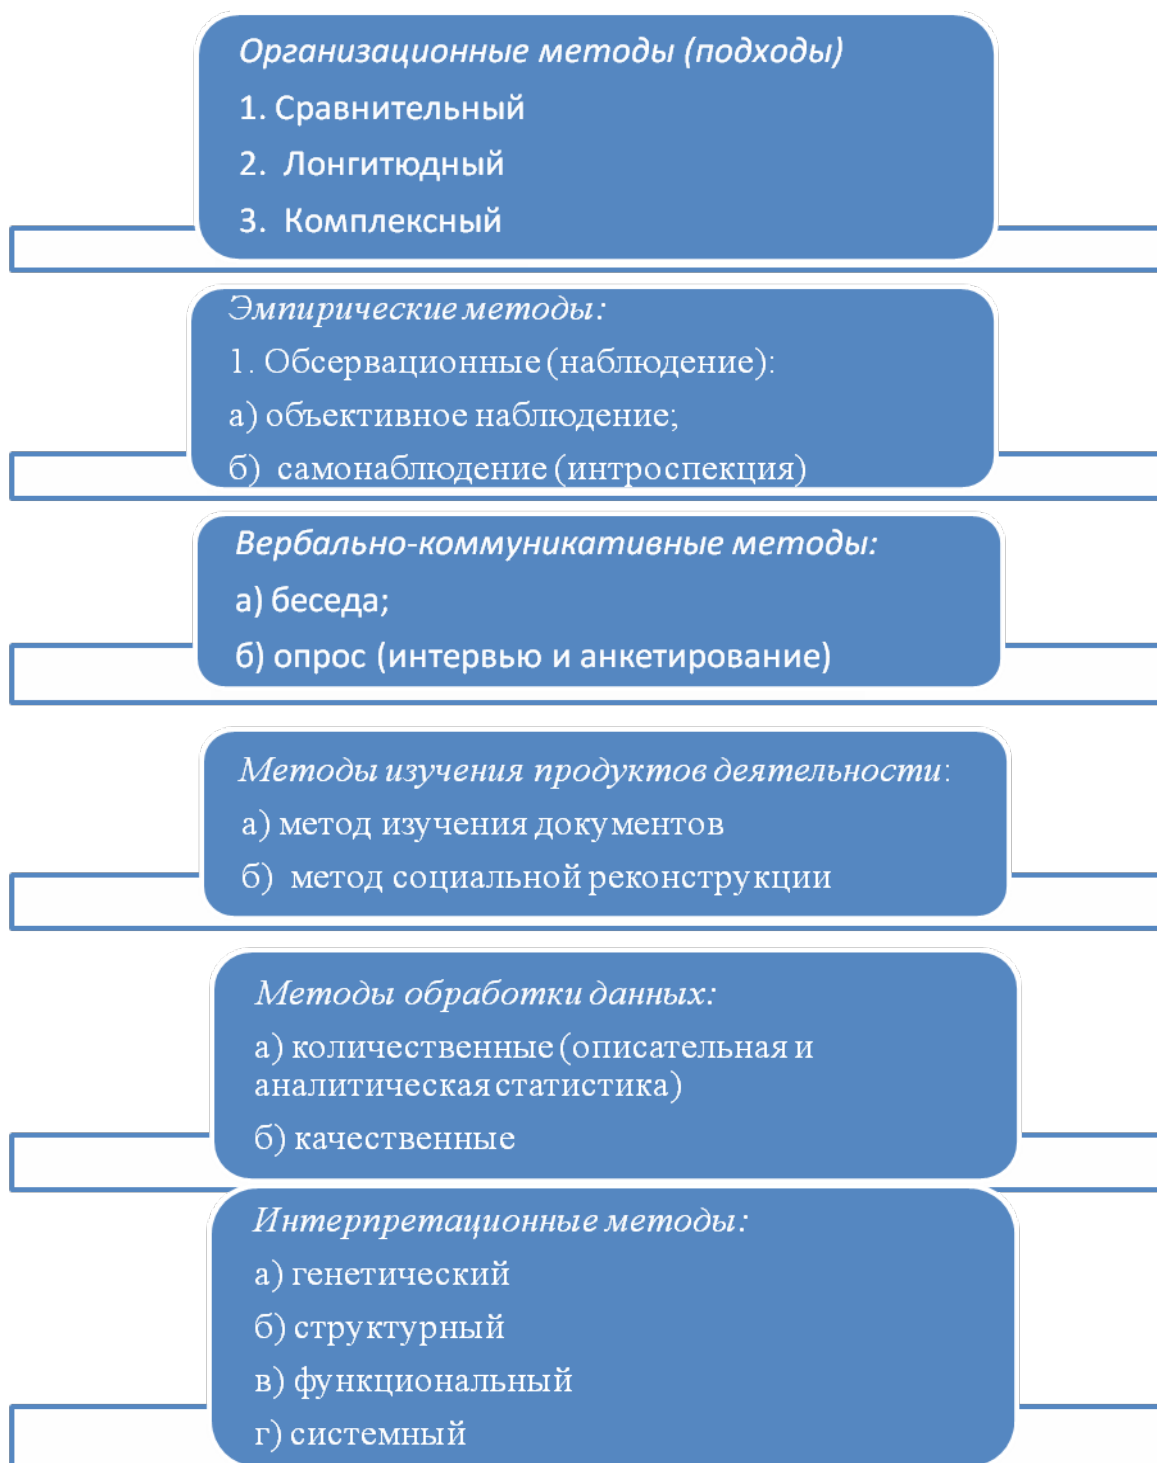 Организационные методы (подходы)
1. Сравнительный
2. Лонгитюдный
3. Комплексный
Эмпирические методы:
1. Обсервационные (наблюдение):
а) объективное наблюдение;
б) самонаблюдение (интроспекция)
Вербально-коммуникативные методы:
а) беседа;
б) опрос (интервью и анкетирование)
Методы изучения продуктов деятельности:
а) метод изучения документов
б) метод социальной реконструкции
Методы обработки данных:
а) количественные (описательная и
аналитическая статистика)
б) качественные
Интерпретационные методы:
а) генетический
б) структурный
в) функциональный
г) системный